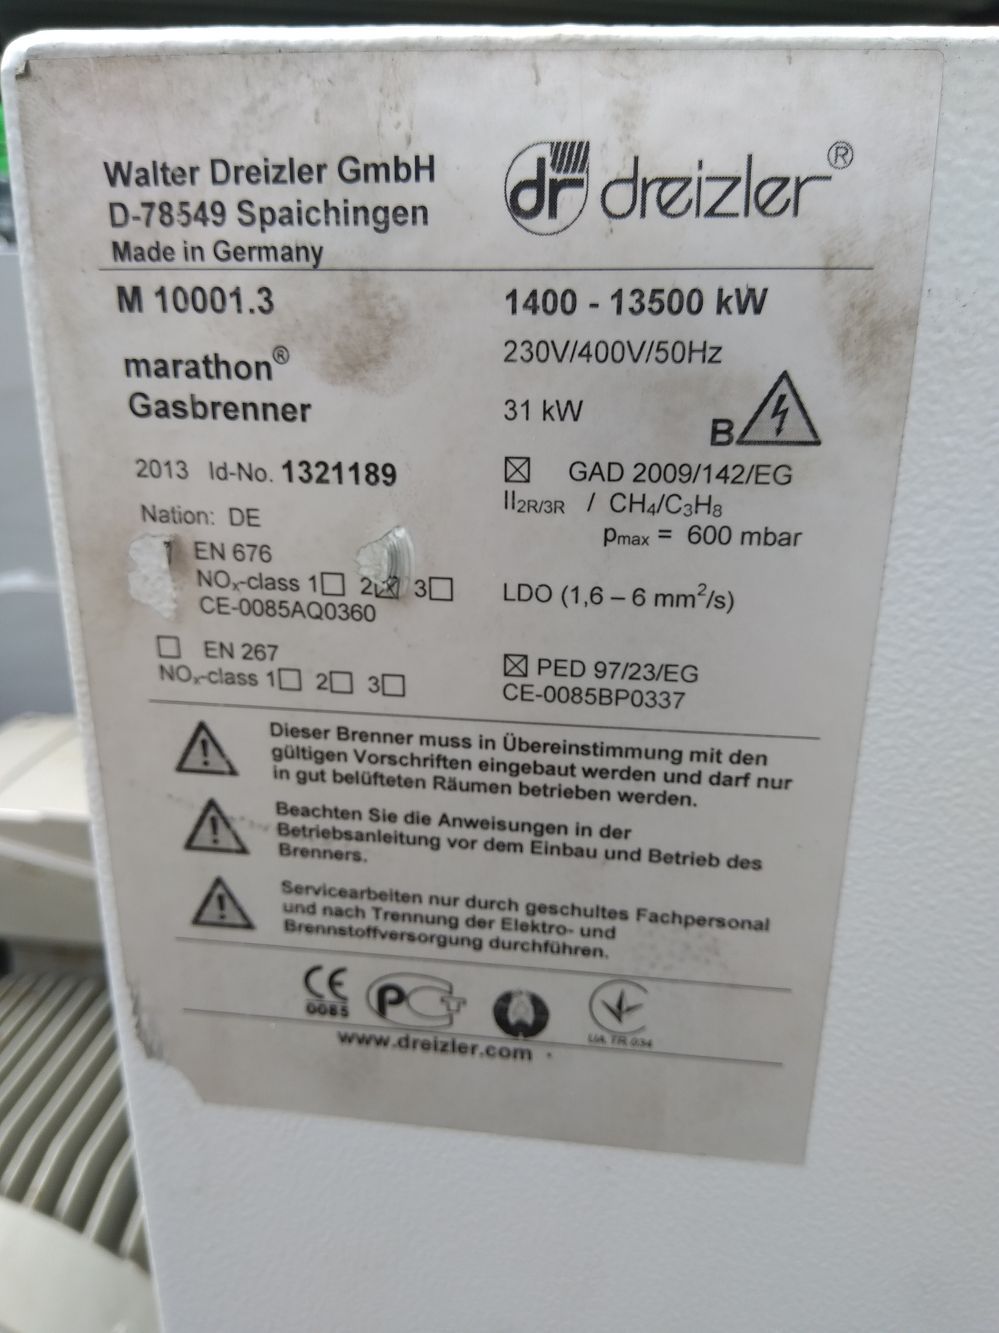 Walter Dreizler GmbH
D-78549 Spaichingen
Made in Germany
dr dreizler®
M 10001.3
1400 - 13500 kW
marathon®
230V/400V/50Hz
Gasbrenner
31 kW
B
2013 Id-No. 1321189
☒ GAD 2009/142/EG
Nation: DE
II2R/3R / CH4/C3H8
pmax = 600 mbar
EN 676
NOx-class 1☐ 2☒ 3☐
CE-0085AQ0360
LDO (1,6 – 6 mm²/s)
☐ EN 267
NOx-class 1☐ 2☐ 3☐
☒ PED 97/23/EG
CE-0085BP0337
Dieser Brenner muss in Übereinstimmung mit den
gültigen Vorschriften eingebaut werden und darf nur
in gut belüfteten Räumen betrieben werden.
Beachten Sie die Anweisungen in der
Betriebsanleitung vor dem Einbau und Betrieb des
Brenners.
Servicearbeiten nur durch geschultes Fachpersonal
und nach Trennung der Elektro- und
Brennstoffversorgung durchführen.
CE
0085
PCT
UA. TR. 034
www.dreizler.com